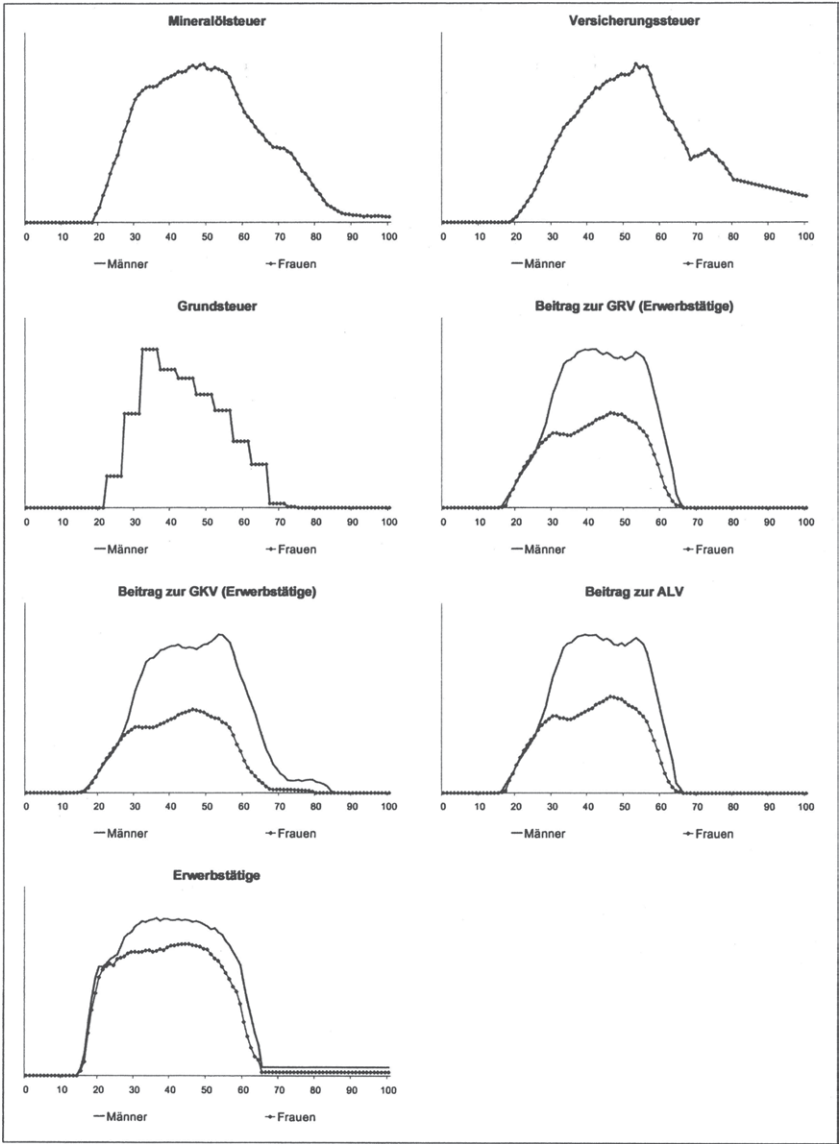 Mineralölsteuer
0 10 20 30 40 50 60 70 80 90 100
Männer Frauen
Versicherungssteuer
0 10 20 30 40 50 60 70 80 90 100
Männer Frauen
Grundsteuer
0 10 20 30 40 50 60 70 80 90 100
Männer Frauen
Beitrag zur GRV (Erwerbstätige)
0 10 20 30 40 50 60 70 80 90 100
Männer Frauen
Beitrag zur GKV (Erwerbstätige)
0 10 20 30 40 50 60 70 80 90 100
Männer Frauen
Beitrag zur ALV
0 10 20 30 40 50 60 70 80 90 100
Männer Frauen
Erwerbstätige
0 10 20 30 40 50 60 70 80 90 100
Männer Frauen